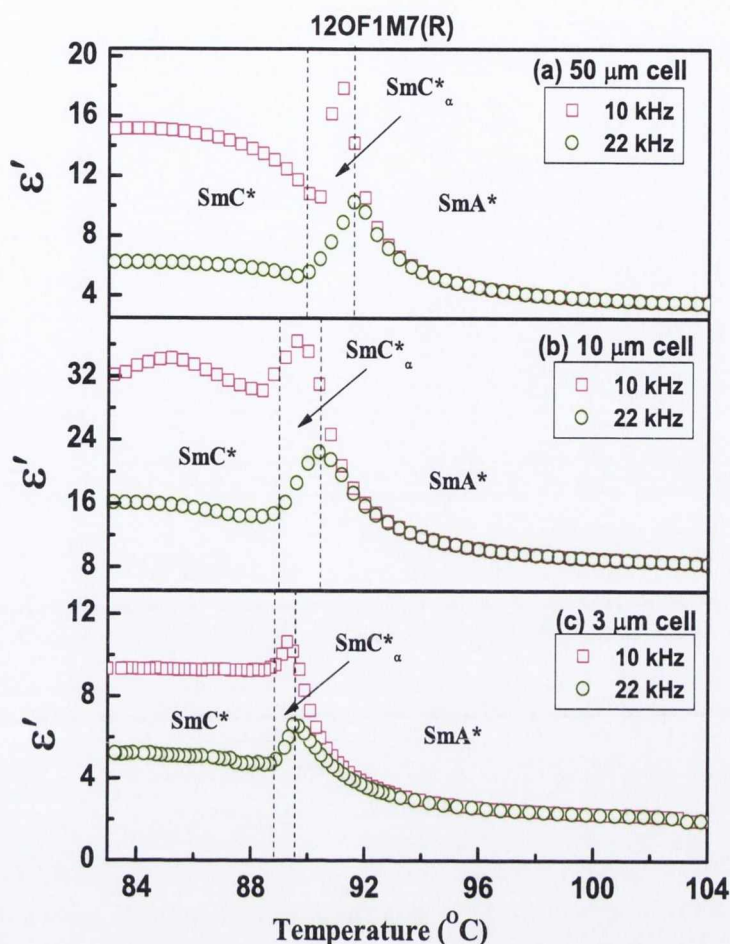 12OF1M7(R)
(a) 50 μm cell
10 kHz
22 kHz
SmC*α
SmC*
SmA*
ε′
20
16
12
8
4
(b) 10 μm cell
10 kHz
22 kHz
SmC*α
SmC*
SmA*
ε′
32
24
16
8
(c) 3 μm cell
10 kHz
22 kHz
SmC*α
SmC*
SmA*
ε′
12
8
4
0
84 88 92 96 100 104
Temperature (°C)